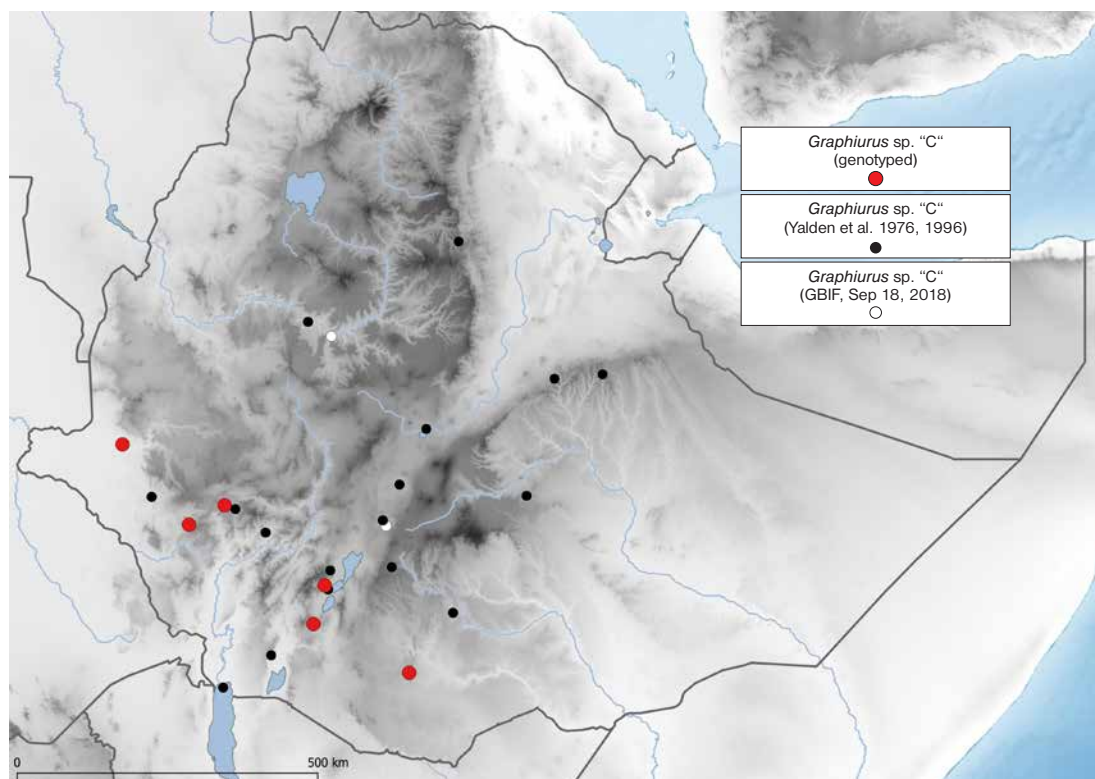 Graphiurus sp. “C“
(genotyped)
Graphiurus sp. “C“
(Yalden et al. 1976, 1996)
Graphiurus sp. “C“
(GBIF, Sep 18, 2018)
0 500 km